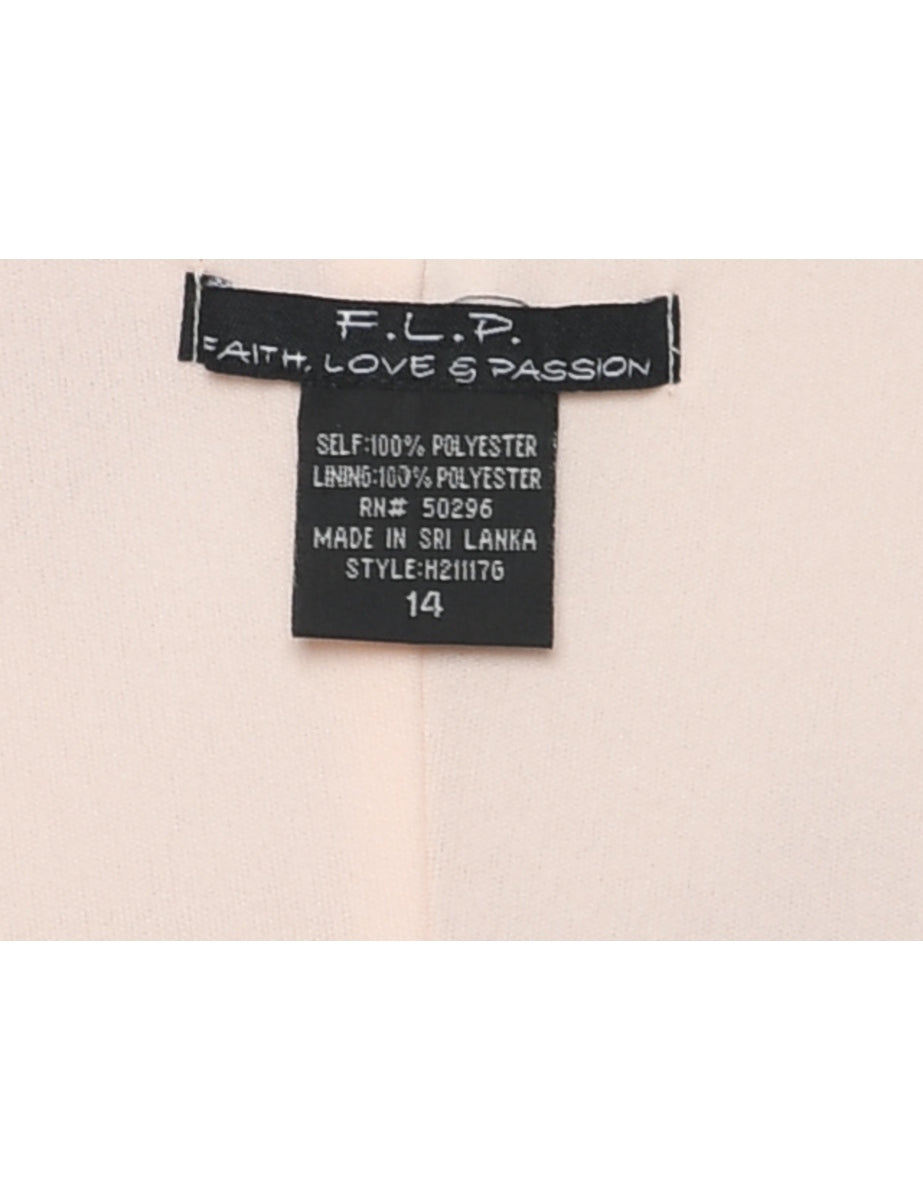 F.L.P.
FAITH, LOVE & PASSION
SELF:100% POLYESTER
LINING:100% POLYESTER
RN# 50296
MADE IN SRI LANKA
STYLE:H21117G
14